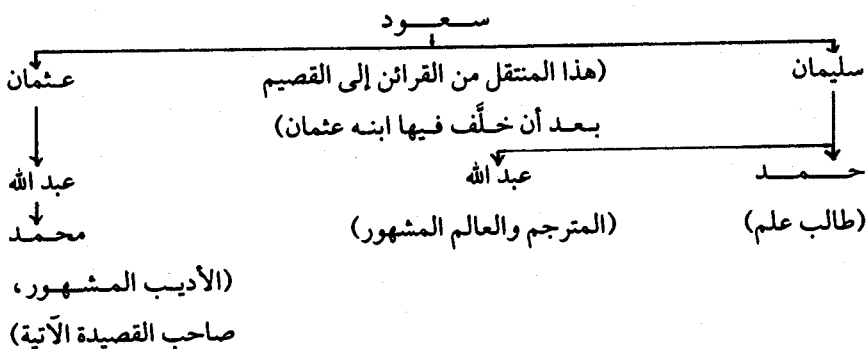 سعود
سليمان (هذا المنتقل من القرائن إلى القصيم عثمان
بعد أن خلَّف فيها ابنه عثمان)
حمد عبد الله عبد الله
(طالب علم) (المترجم والعالم المشهور) محمد
(الأديب المشهور،
صاحب القصيدة الآتية)